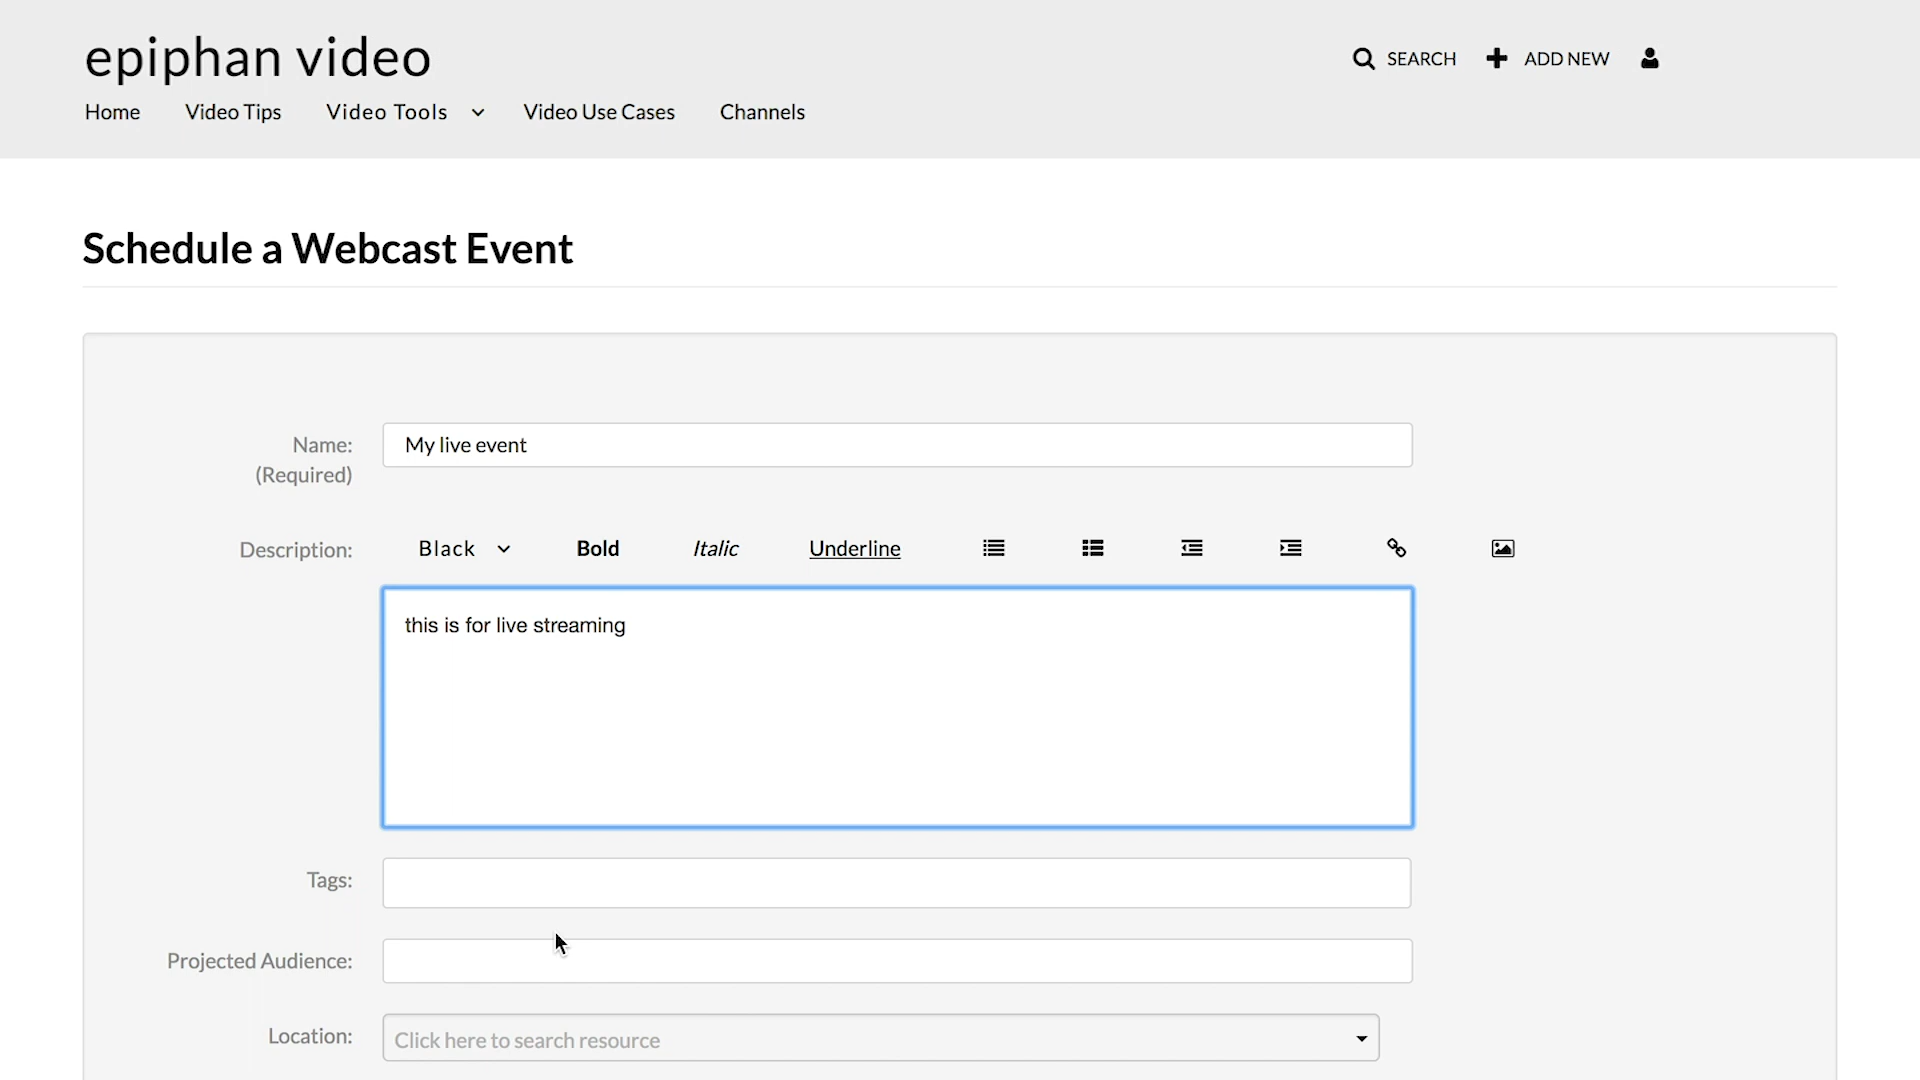 epiphan video
SEARCH ADD NEW
Home Video Tips Video Tools Video Use Cases Channels
Schedule a Webcast Event
Name: My live event
(Required)
Description: Black Bold Italic Underline
this is for live streaming
Tags:
Projected Audience:
Location: Click here to search resource